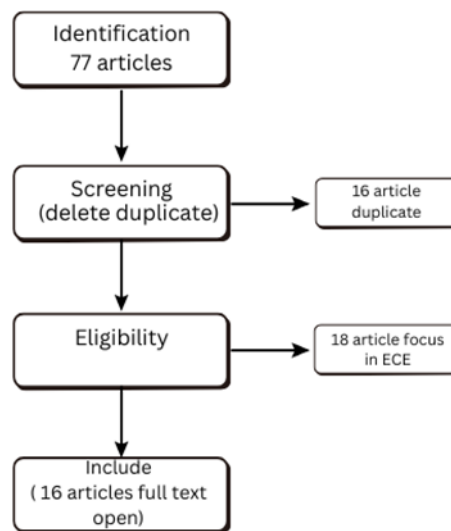 Identification
77 articles
Screening
(delete duplicate)
16 article
duplicate
Eligibility
18 article focus
in ECE
Include
( 16 articles full text
open)